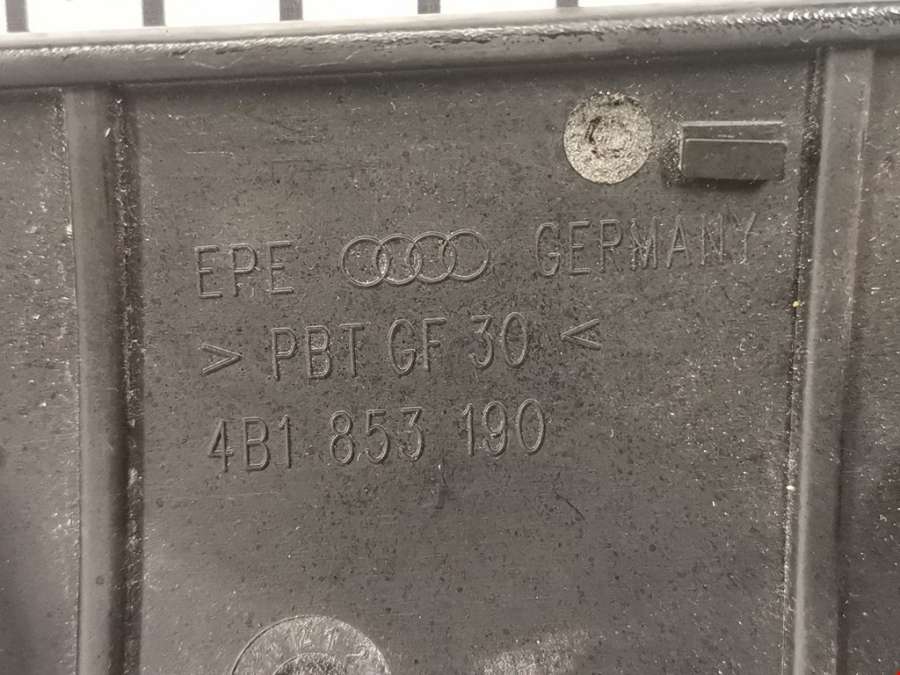 EPE GERMANY
> PBT GF 30 <
4B1 853 190